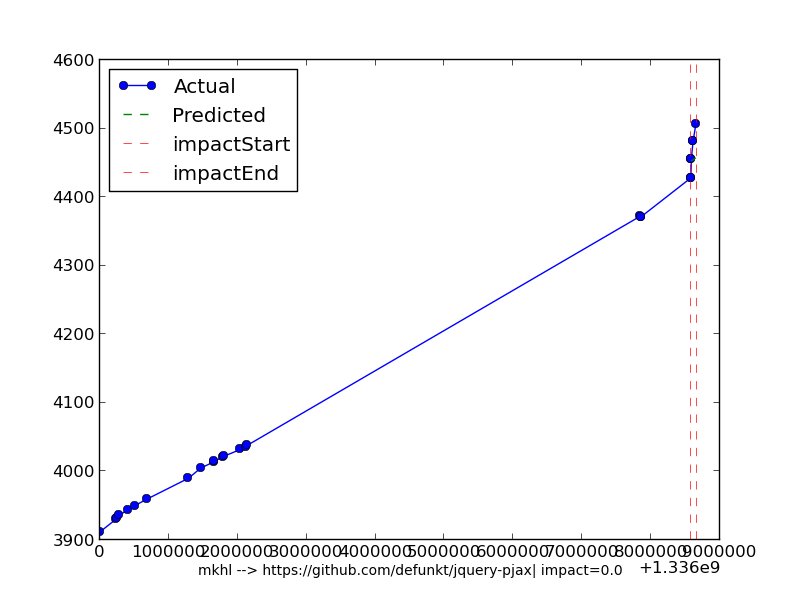 4600
4500
4400
4300
4200
4100
4000
3900
Actual
Predicted
impactStart
impactEnd
0 1000000 2000000 3000000 4000000 5000000 6000000 7000000 8000000 9000000
+1.336e9
mkhl --> https://github.com/defunkt/jquery-pjax| impact=0.0